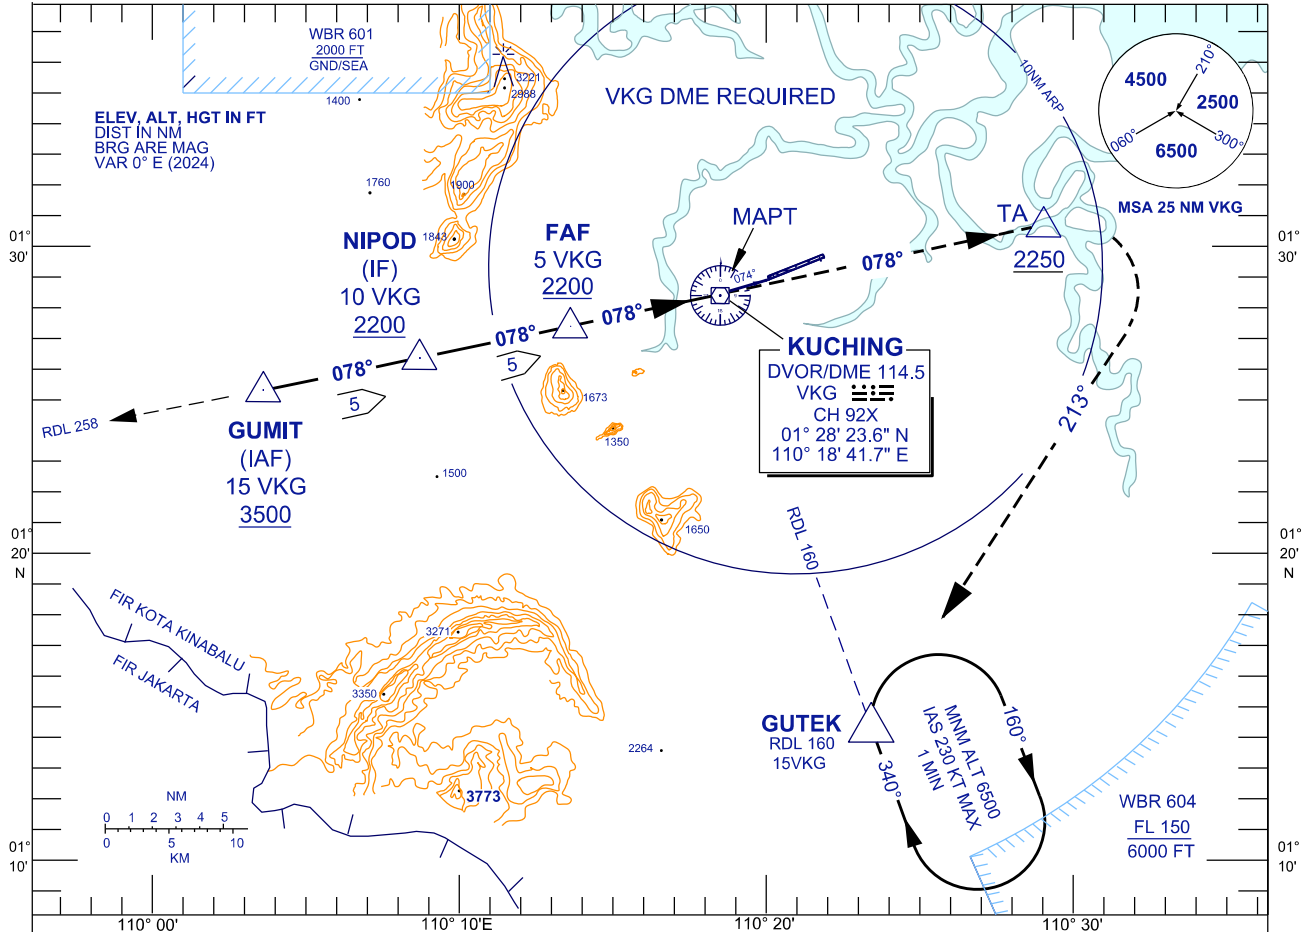 WBR 601
2000 FT
GND/SEA
3221
2988
1400
ELEV, ALT, HGT IN FT
DIST IN NM
BRG ARE MAG
VAR 0° E (2024)
VKG DME REQUIRED
10NM ARP
4500
210°
2500
060°
300°
6500
MSA 25 NM VKG
1760
1900
1843
01°
30'
01°
30'
NIPOD
(IF)
10 VKG
2200
FAF
5 VKG
2200
MAPT
TA
2250
074°
078°
078°
078°
078°
5
5
RDL 258
GUMIT
(IAF)
15 VKG
3500
KUCHING
DVOR/DME 114.5
VKG
CH 92X
01° 28' 23.6" N
110° 18' 41.7" E
1673
1350
1500
1650
213°
RDL 160
01°
20'
N
01°
20'
N
FIR KOTA KINABALU
FIR JAKARTA
3271
3350
2264
3773
GUTEK
RDL 160
15VKG
340°
160°
MNM ALT 6500
IAS 230 KT MAX
1 MIN
WBR 604
FL 150
6000 FT
NM
0 1 2 3 4 5
0 5 10
KM
01°
10'
01°
10'
110° 00'
110° 10'E
110° 20'
110° 30'